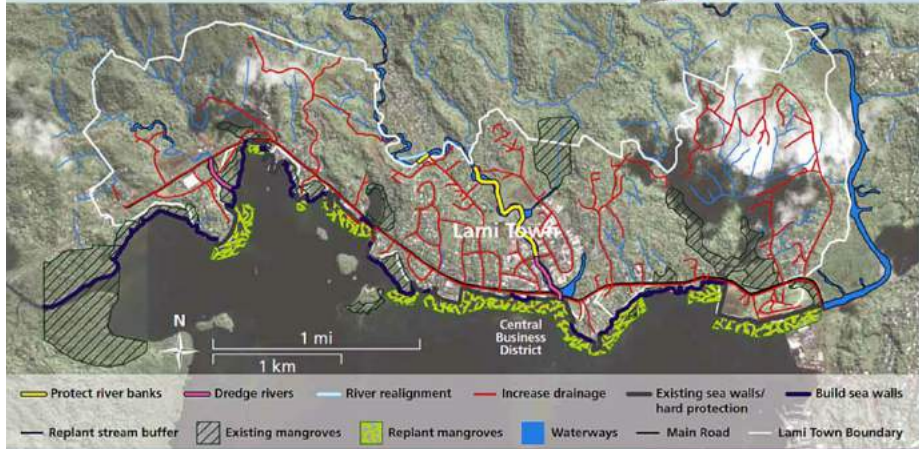 Lami Town
Central
Business
District
N
1 mi
1 km
Protect river banks
Dredge rivers
River realignment
Increase drainage
Existing sea walls/
hard protection
Build sea walls
Replant stream buffer
Existing mangroves
Replant mangroves
Waterways
Main Road
Lami Town Boundary